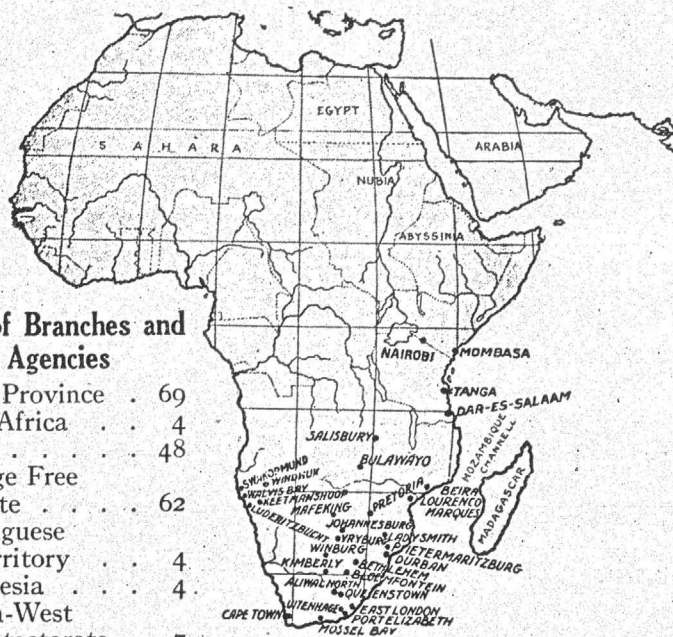 EGYPT
SAHARA
ARABIA
NUBIA
ABYSSINIA
of Branches and
Agencies
Province . 69
Africa . . 4
. . . . . 48
ge Free
te . . . . 62
guese
rritory . . 4
esia . . 4
-West
NAIROBI
MOMBASA
TANGA
DAR-ES-SALAAM
SALISBURY
BULAWAYO
MOZAMBIQUE
CHANNEL
MADAGASCAR
SWAKOPMUND
WINDHUK
WALVIS BAY
KEETMANSHOOP
LUDERITZBUCHT
MAFEKING
PRETORIA
BEIRA
LOURENCO
MARQUES
JOHANNESBURG
VRYBURG
LADYSMITH
WINBURG
PIETERMARITZBURG
DURBAN
KIMBERLY
BETHLEHEM
BLOEMFONTEIN
ALIWAL NORTH
QUEENSTOWN
UITENHAGE
EAST LONDON
CAPE TOWN
PORT ELIZABETH
MOSSEL BAY